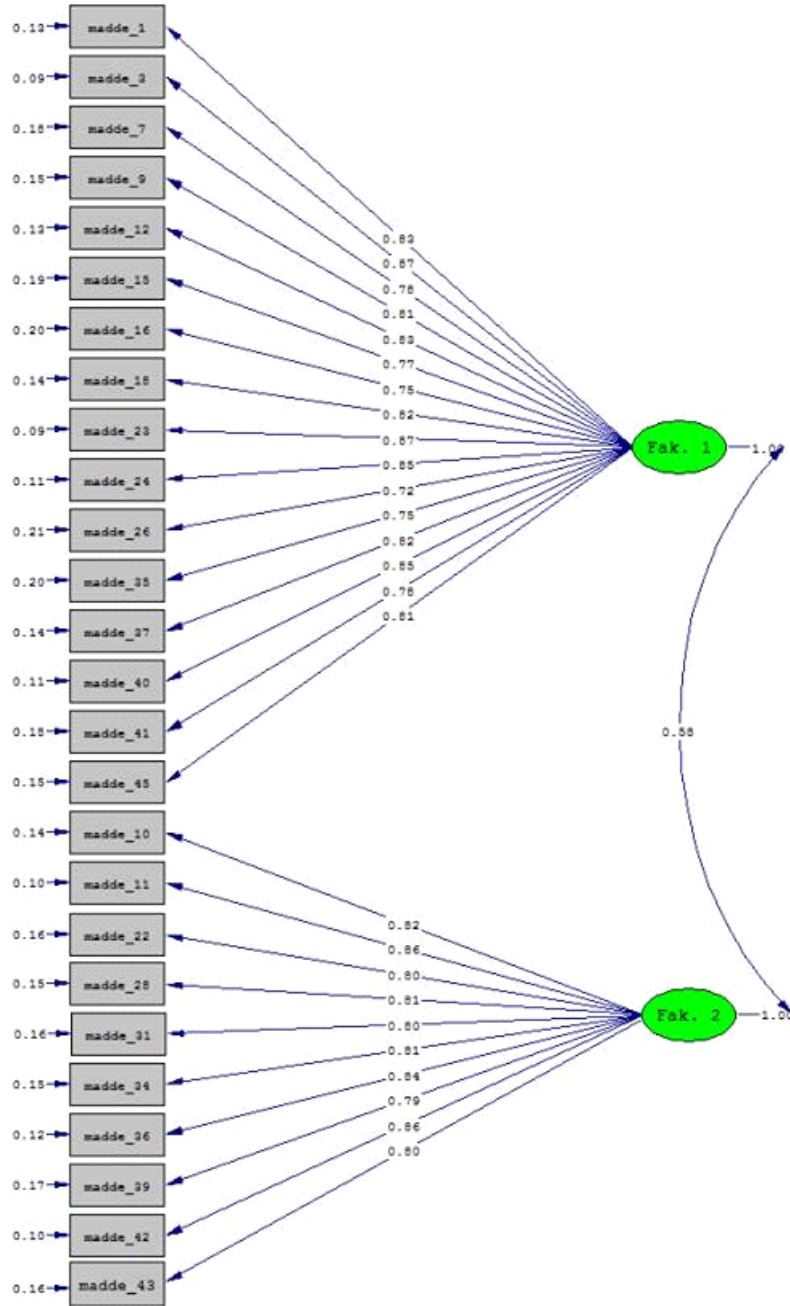 0.13 madde_1
0.09 madde_3
0.18 madde_7
0.15 madde_9
0.13 madde_12
0.19 madde_15
0.20 madde_16
0.14 madde_18
0.09 madde_23
0.11 madde_24
0.21 madde_26
0.20 madde_35
0.14 madde_37
0.11 madde_40
0.18 madde_41
0.15 madde_45
0.14 madde_10
0.10 madde_11
0.16 madde_22
0.15 madde_28
0.16 madde_31
0.15 madde_34
0.12 madde_36
0.17 madde_39
0.10 madde_42
0.16 madde_43
0.83
0.87
0.78
0.81
0.83
0.77
0.75
0.82
0.87
0.85
0.72
0.75
0.82
0.85
0.78
0.81
Fak. 1
1.00
0.58
0.82
0.86
0.80
0.81
0.80
0.81
0.84
0.79
0.86
0.80
Fak. 2
1.00